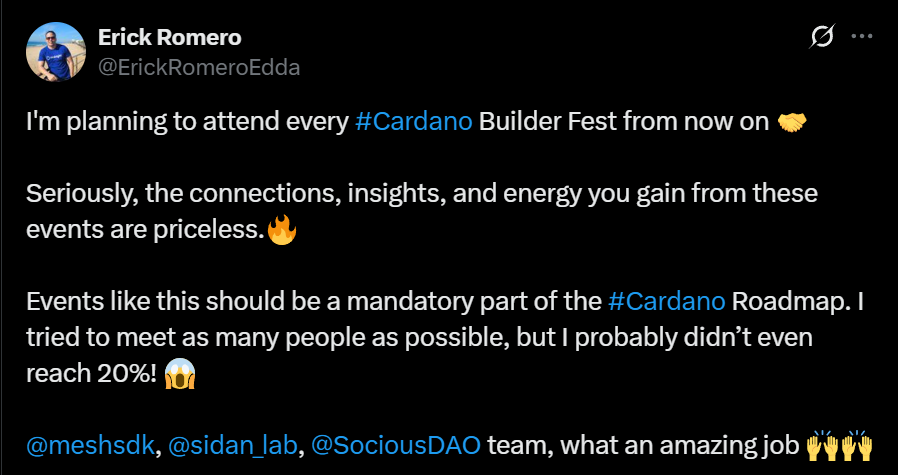 Erick Romero
@ErickRomeroEdda
I'm planning to attend every #Cardano Builder Fest from now on 🤝
Seriously, the connections, insights, and energy you gain from these
events are priceless.🔥
Events like this should be a mandatory part of the #Cardano Roadmap. I
tried to meet as many people as possible, but I probably didn’t even
reach 20%! 😱
@meshsdk, @sidan_lab, @SociousDAO team, what an amazing job 🙌🙌